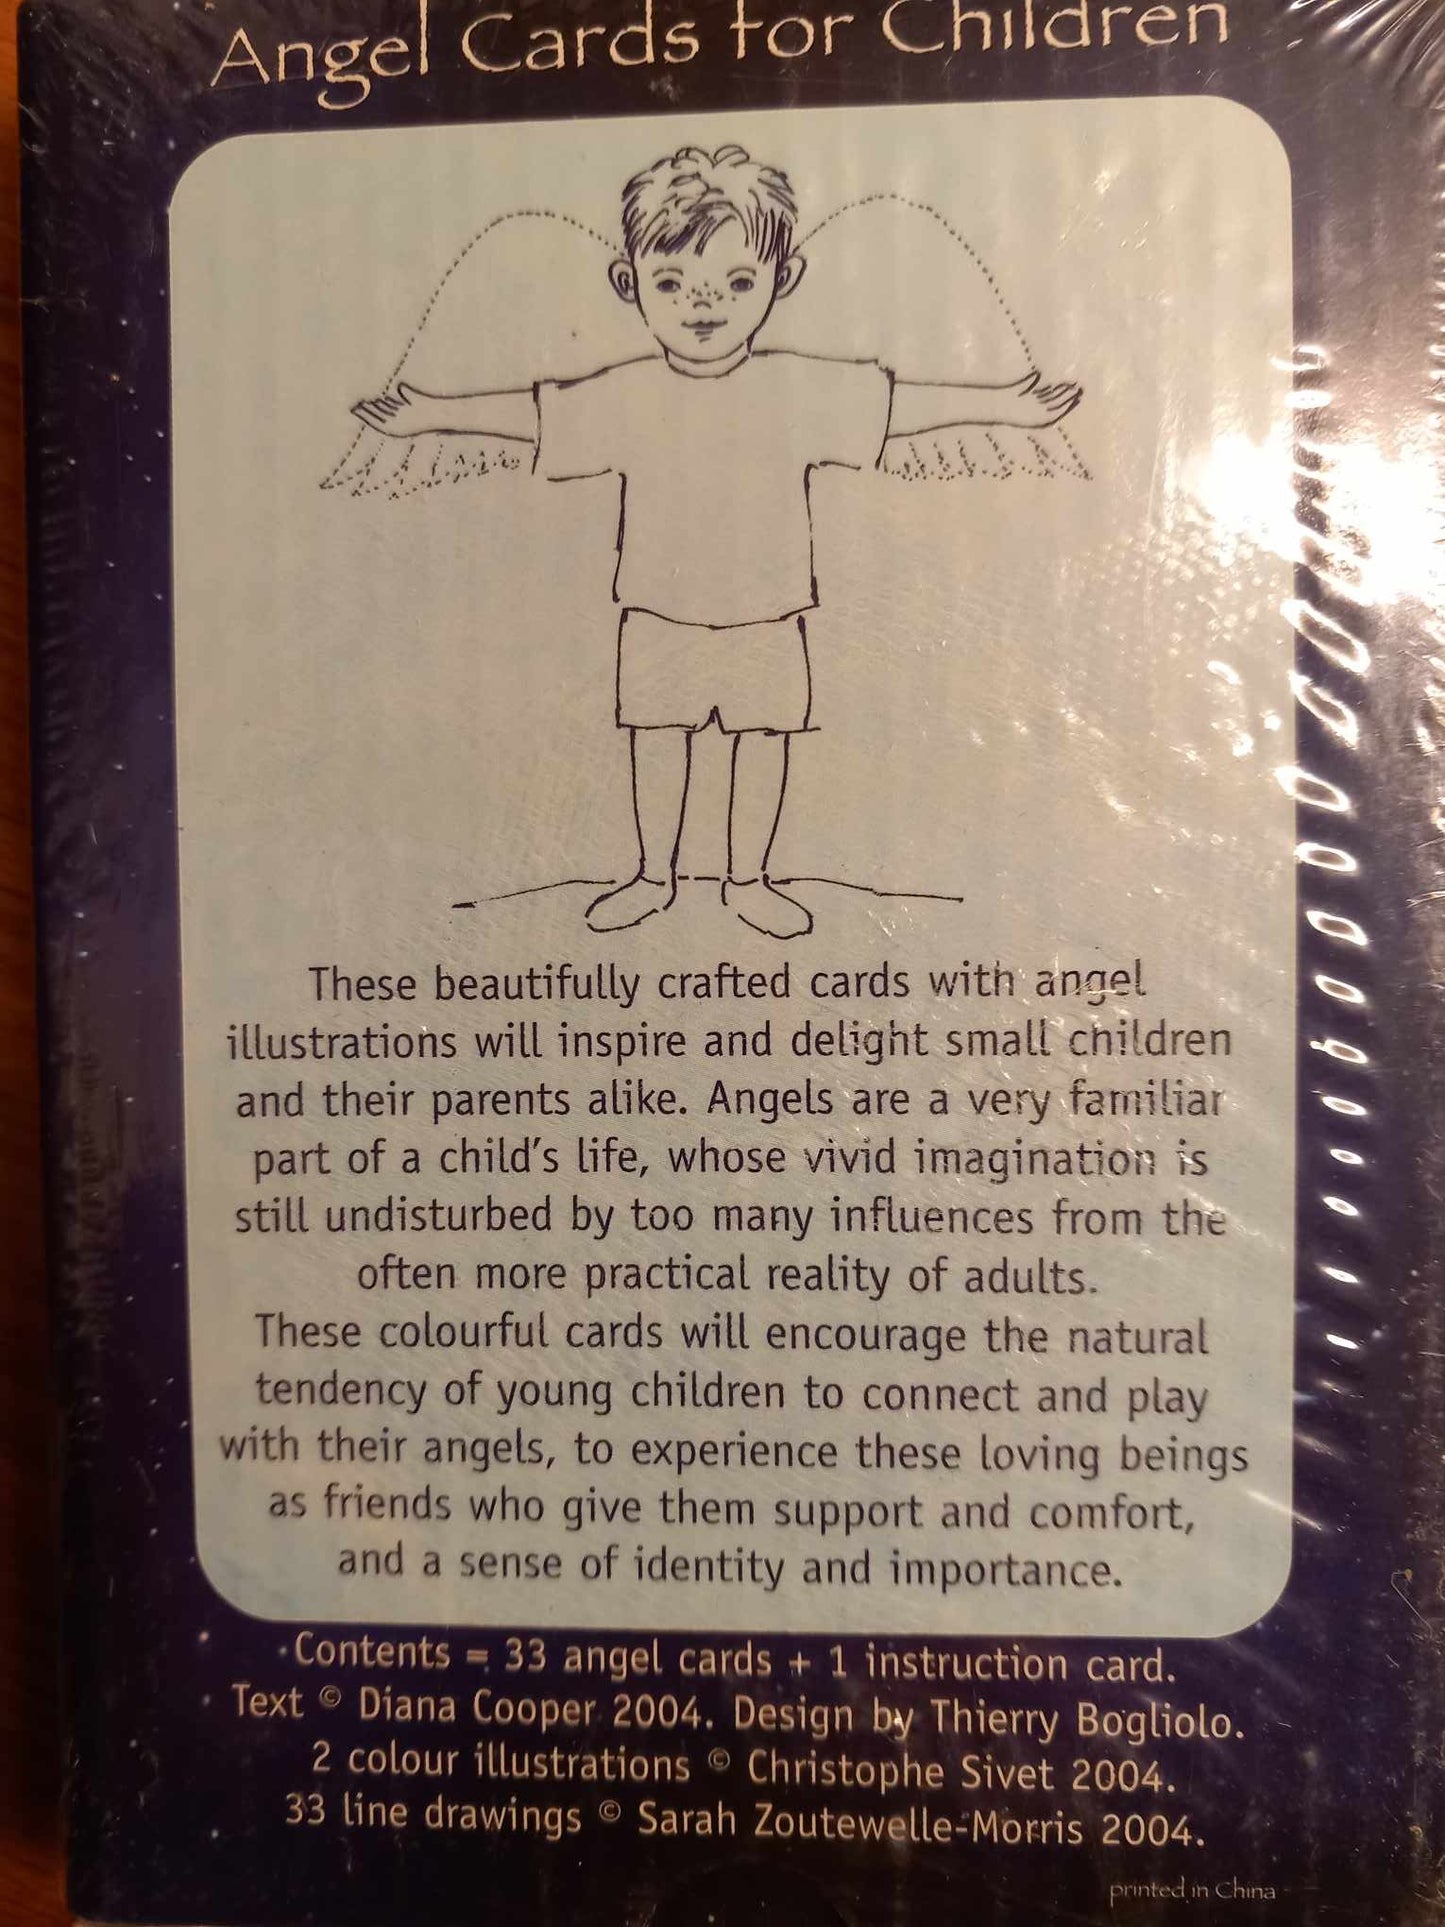 Angel Cards for Children
These beautifully crafted cards with angel
illustrations will inspire and delight small children
and their parents alike. Angels are a very familiar
part of a child's life, whose vivid imagination is
still undisturbed by too many influences from the
often more practical reality of adults.
These colourful cards will encourage the natural
tendency of young children to connect and play
with their angels, to experience these loving beings
as friends who give them support and comfort,
and a sense of identity and importance.
Contents = 33 angel cards + 1 instruction card.
Text © Diana Cooper 2004. Design by Thierry Bogliolo.
2 colour illustrations © Christophe Sivet 2004.
33 line drawings © Sarah Zoutewelle-Morris 2004.
printed in China